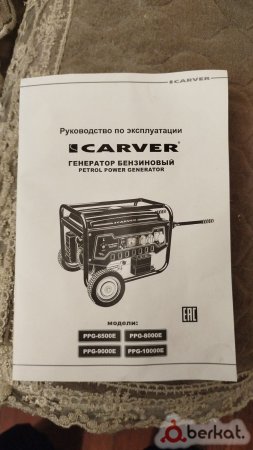 CARVER
Руководство по эксплуатации
CARVER®
ГЕНЕРАТОР БЕНЗИНОВЫЙ
PETROL POWER GENERATOR
EAC
модели:
PPG-6500E PPG-8000E
PPG-9000E PPG-10000E
berkat.